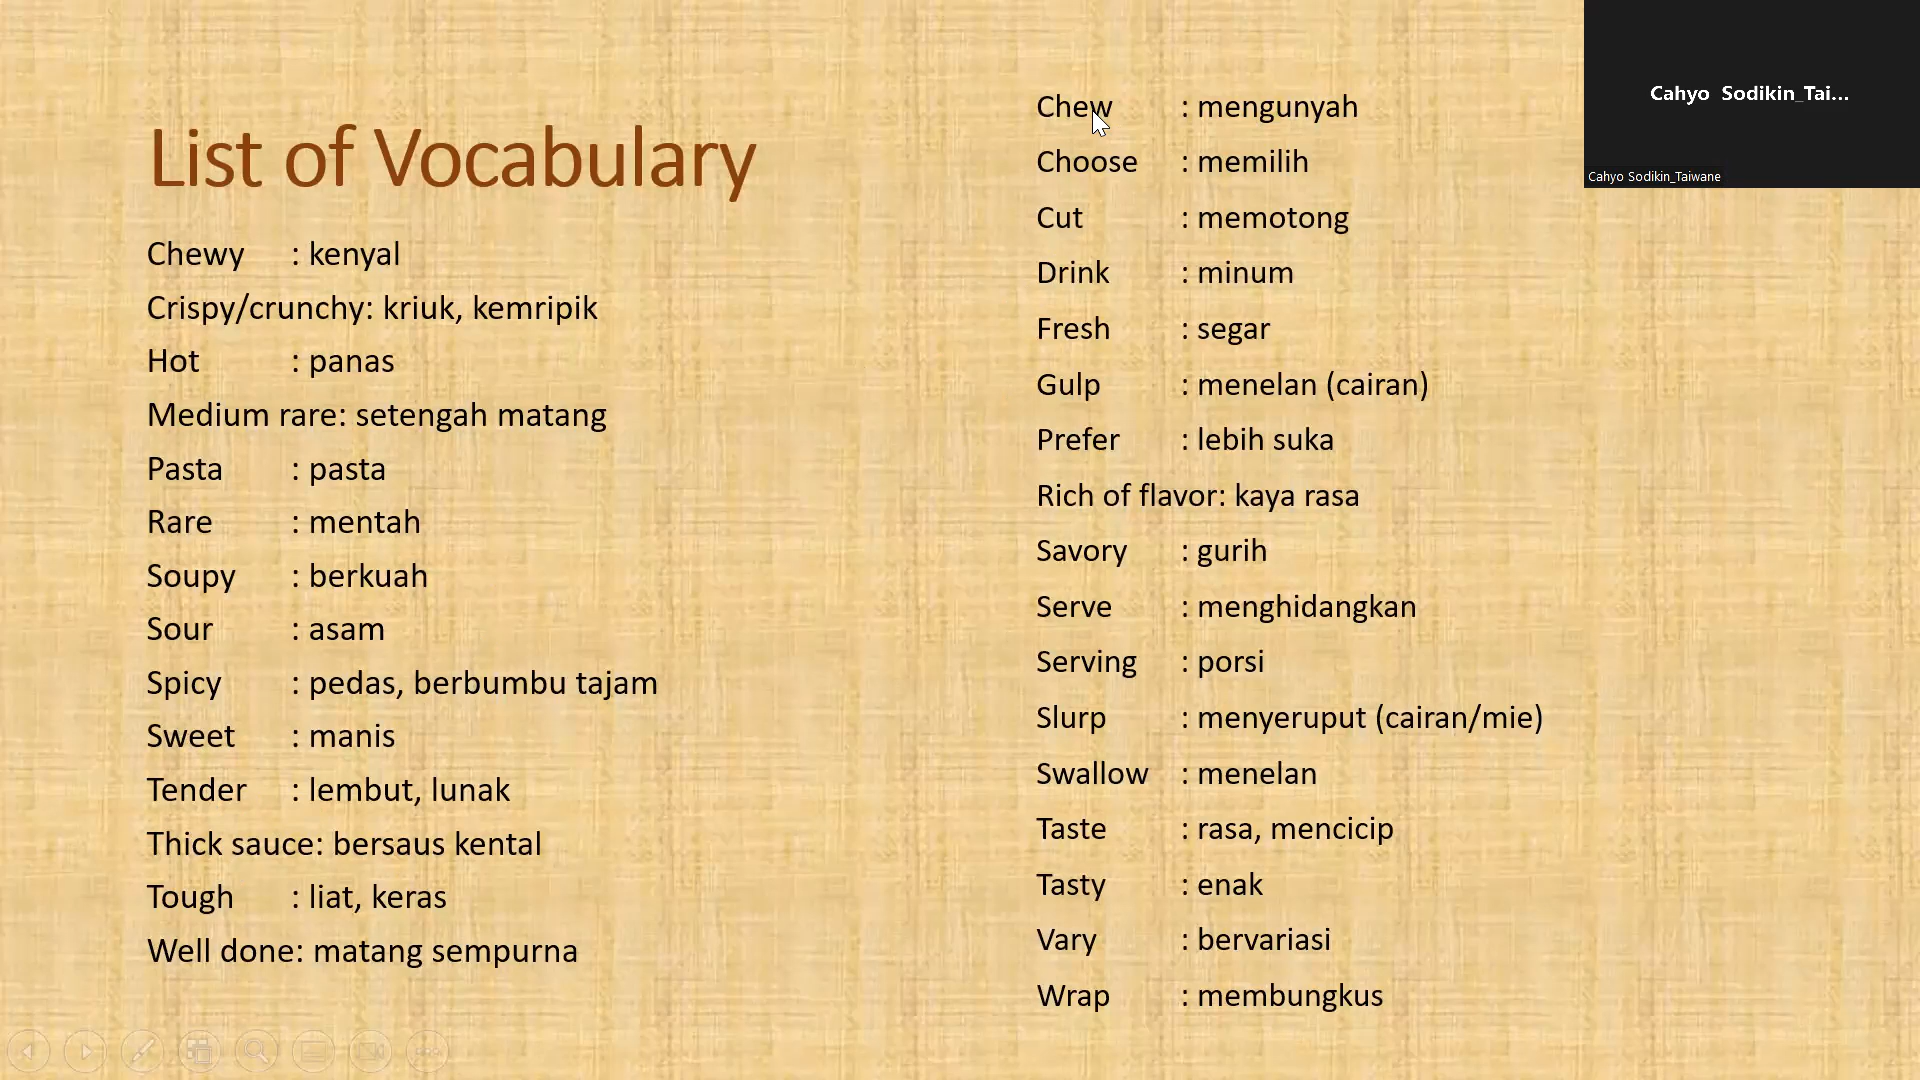 List of Vocabulary
Chewy : kenyal
Crispy/crunchy: kriuk, kemripik
Hot : panas
Medium rare: setengah matang
Pasta : pasta
Rare : mentah
Soupy : berkuah
Sour : asam
Spicy : pedas, berbumbu tajam
Sweet : manis
Tender : lembut, lunak
Thick sauce: bersaus kental
Tough : liat, keras
Well done: matang sempurna
Chew : mengunyah
Choose : memilih
Cut : memotong
Drink : minum
Fresh : segar
Gulp : menelan (cairan)
Prefer : lebih suka
Rich of flavor: kaya rasa
Savory : gurih
Serve : menghidangkan
Serving : porsi
Slurp : menyeruput (cairan/mie)
Swallow : menelan
Taste : rasa, mencicip
Tasty : enak
Vary : bervariasi
Wrap : membungkus
Cahyo Sodikin_Tai...
Cahyo Sodikin_Taiwane